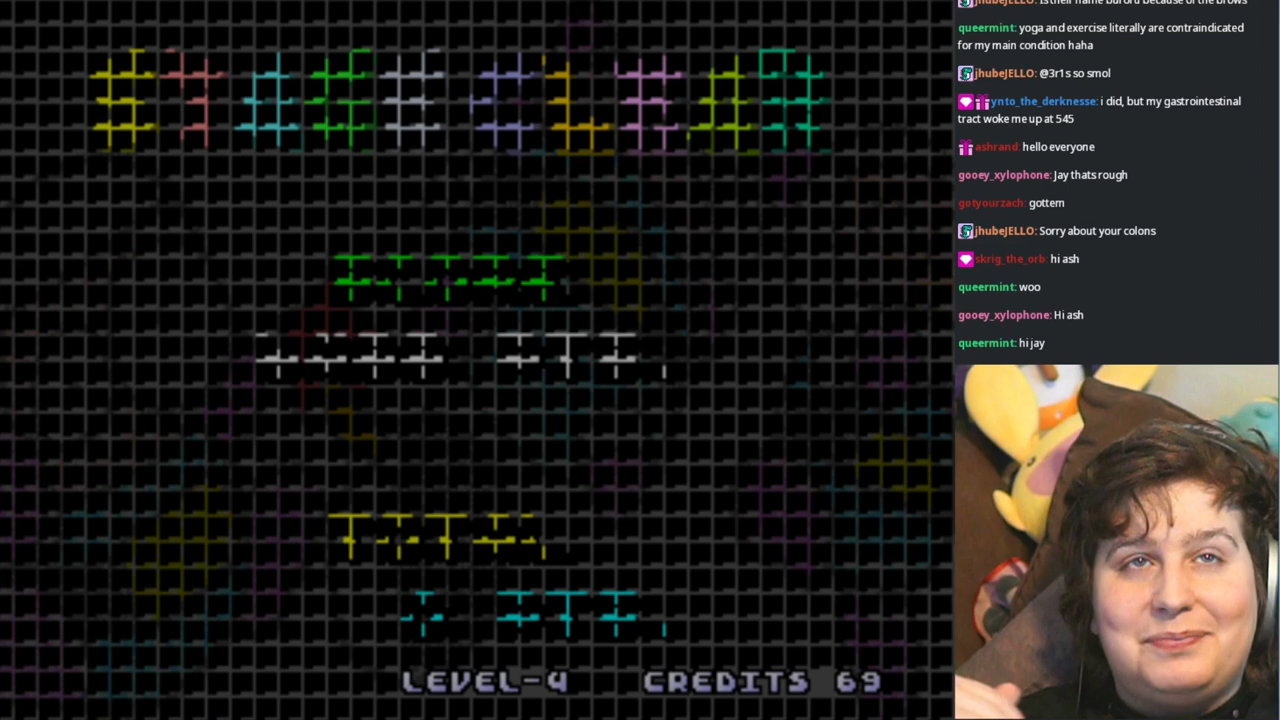 LEVEL-4 CREDITS 69
queermint: yoga and exercise literally are contraindicated
for my main condition haha
jhubeJELLO: @3r1s so smol
ynto_the_derknesse: i did, but my gastrointestinal
tract woke me up at 545
ashrand: hello everyone
gooey_xylophone: Jay thats rough
gotyourzach: gottem
jhubeJELLO: Sorry about your colons
skrig_the_orb: hi ash
queermint: woo
gooey_xylophone: Hi ash
queermint: hi jay